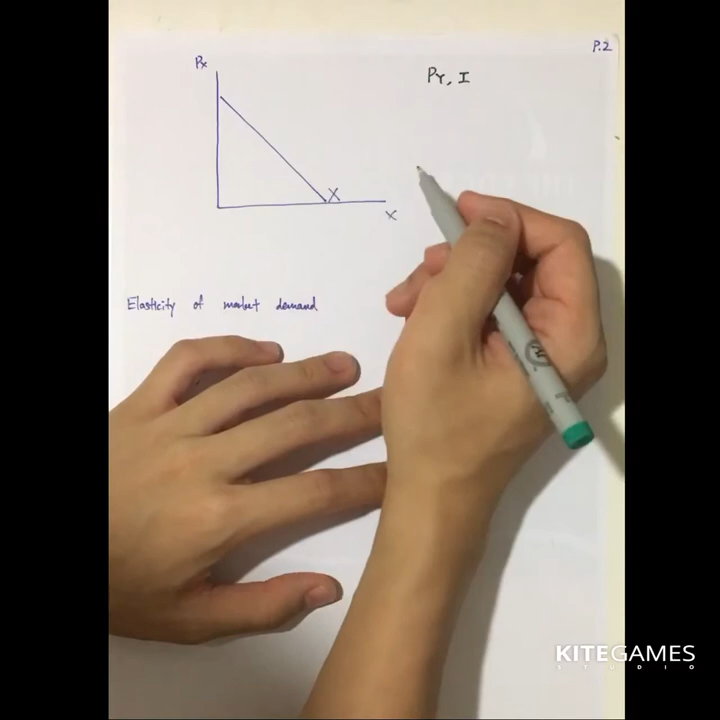 P.2
Px
PY, I
X
x
Elasticity of market demand
KITEGAMES
STUDIO